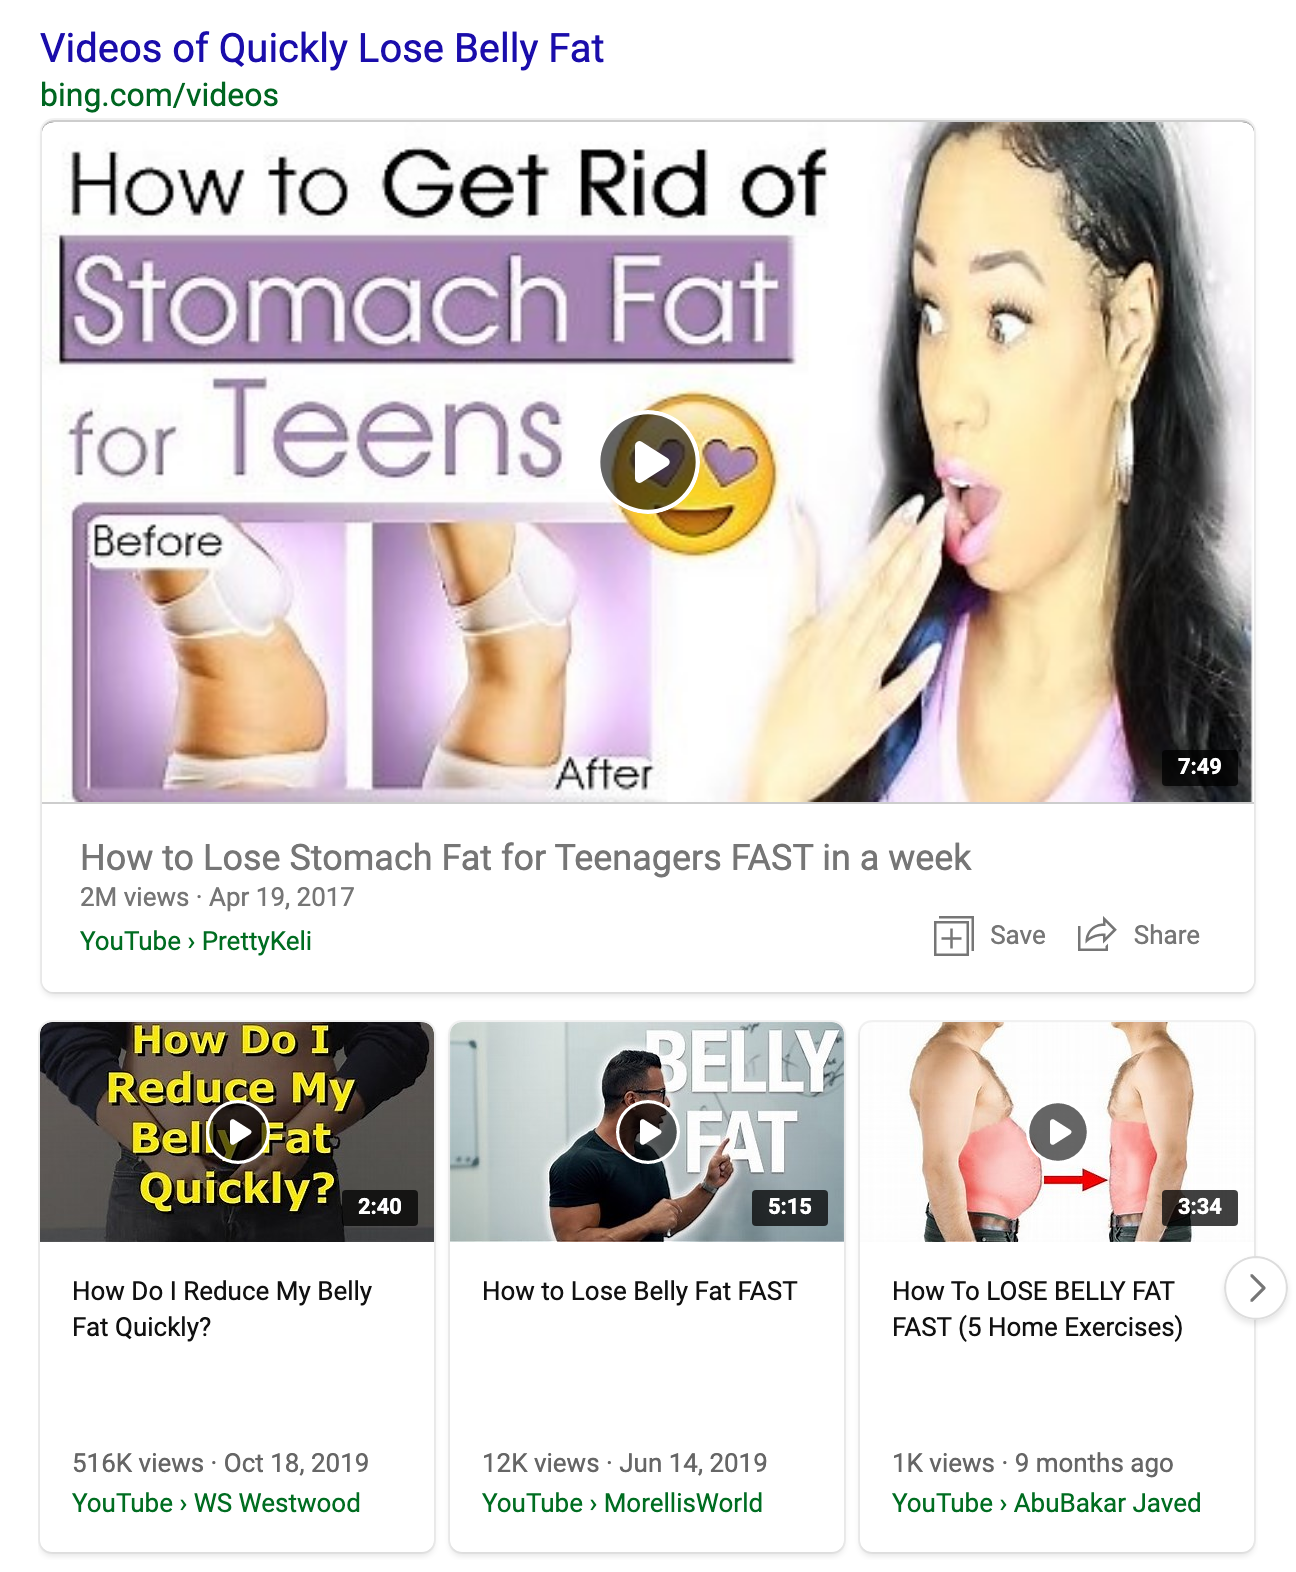 Videos of Quickly Lose Belly Fat
bing.com/videos
How to Get Rid of
Stomach Fat
for Teens
Before
After
7:49
How to Lose Stomach Fat for Teenagers FAST in a week
2M views · Apr 19, 2017
YouTube › PrettyKeli
Save
Share
How Do I
Reduce My
Belly Fat
Quickly?
2:40
How Do I Reduce My Belly
Fat Quickly?
516K views · Oct 18, 2019
YouTube › WS Westwood
BELLY
FAT
5:15
How to Lose Belly Fat FAST
12K views · Jun 14, 2019
YouTube › MorellisWorld
3:34
How To LOSE BELLY FAT
FAST (5 Home Exercises)
1K views · 9 months ago
YouTube › AbuBakar Javed